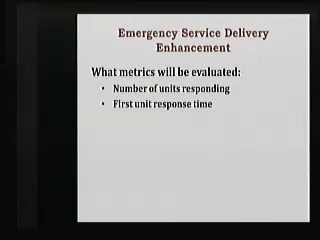 Emergency Service Delivery
Enhancement
What metrics will be evaluated:
• Number of units responding
• First unit response time